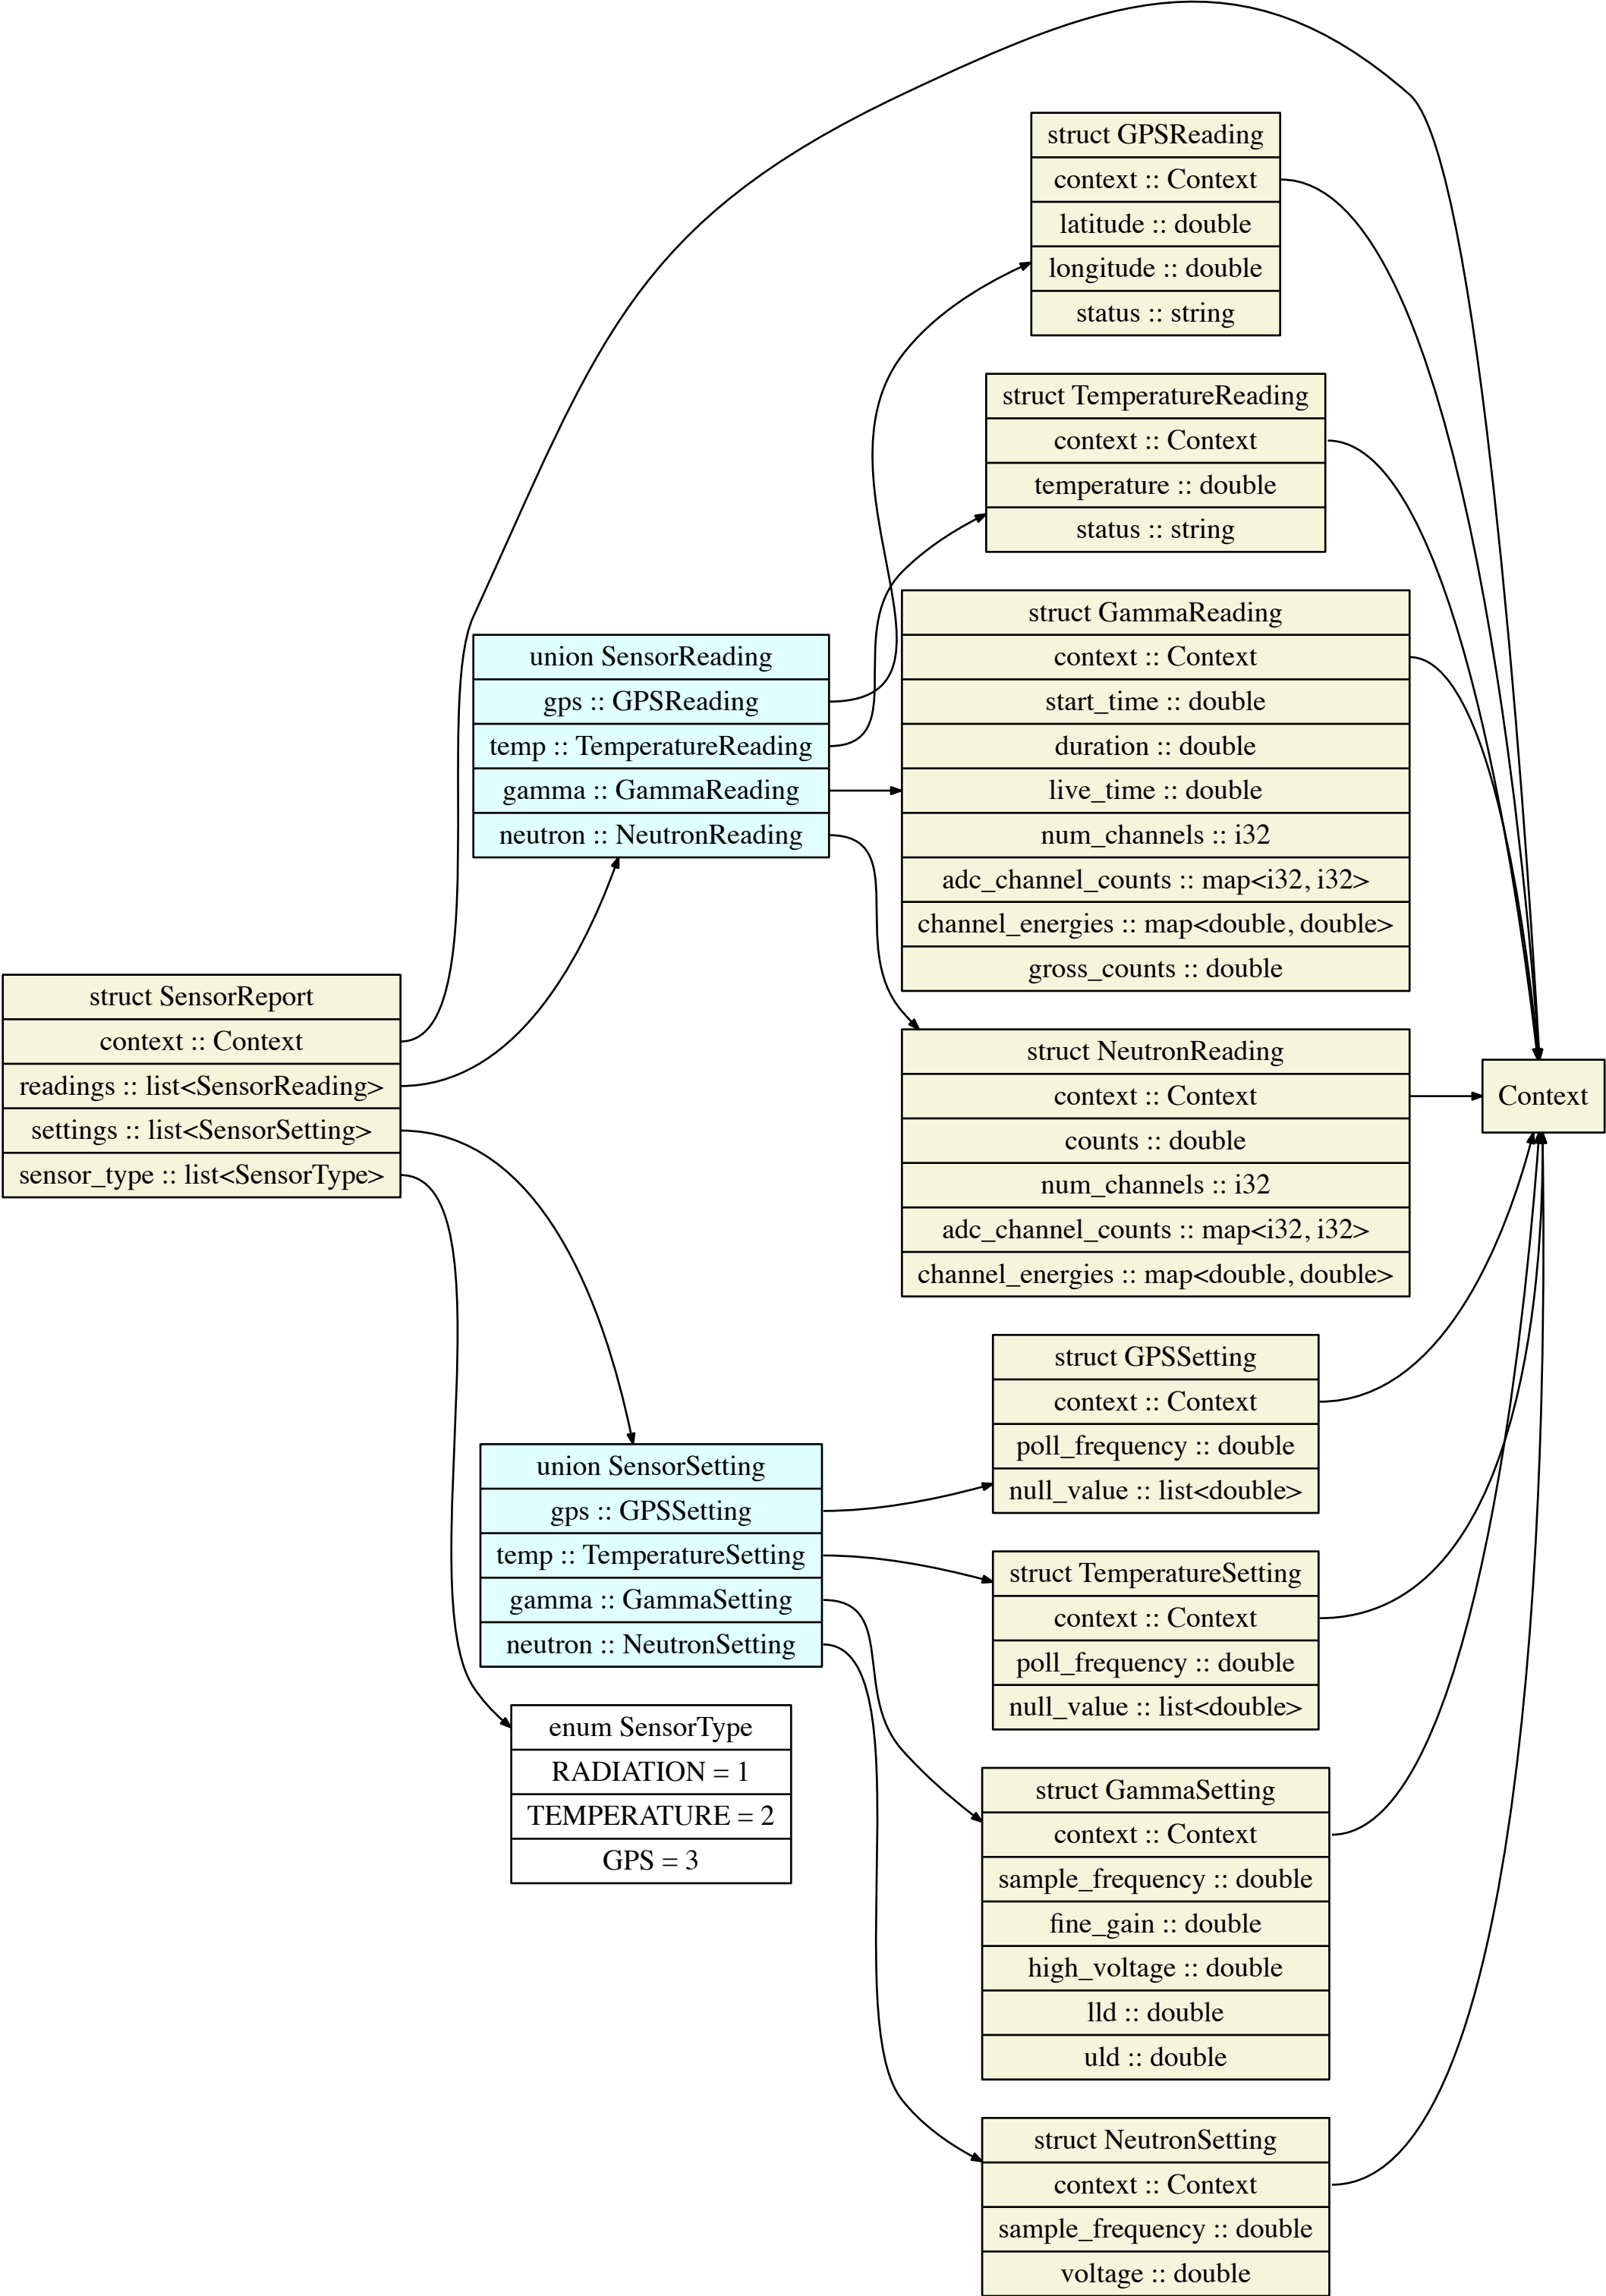 struct GPSReading
context :: Context
latitude :: double
longitude :: double
status :: string
struct TemperatureReading
context :: Context
temperature :: double
status :: string
union SensorReading
gps :: GPSReading
temp :: TemperatureReading
gamma :: GammaReading
neutron :: NeutronReading
struct GammaReading
context :: Context
start_time :: double
duration :: double
live_time :: double
num_channels :: i32
adc_channel_counts :: map<i32, i32>
channel_energies :: map<double, double>
gross_counts :: double
struct SensorReport
context :: Context
readings :: list<SensorReading>
settings :: list<SensorSetting>
sensor_type :: list<SensorType>
struct NeutronReading
context :: Context
counts :: double
num_channels :: i32
adc_channel_counts :: map<i32, i32>
channel_energies :: map<double, double>
Context
struct GPSSetting
context :: Context
poll_frequency :: double
null_value :: list<double>
union SensorSetting
gps :: GPSSetting
temp :: TemperatureSetting
gamma :: GammaSetting
neutron :: NeutronSetting
struct TemperatureSetting
context :: Context
poll_frequency :: double
null_value :: list<double>
enum SensorType
RADIATION = 1
TEMPERATURE = 2
GPS = 3
struct GammaSetting
context :: Context
sample_frequency :: double
fine_gain :: double
high_voltage :: double
lld :: double
uld :: double
struct NeutronSetting
context :: Context
sample_frequency :: double
voltage :: double